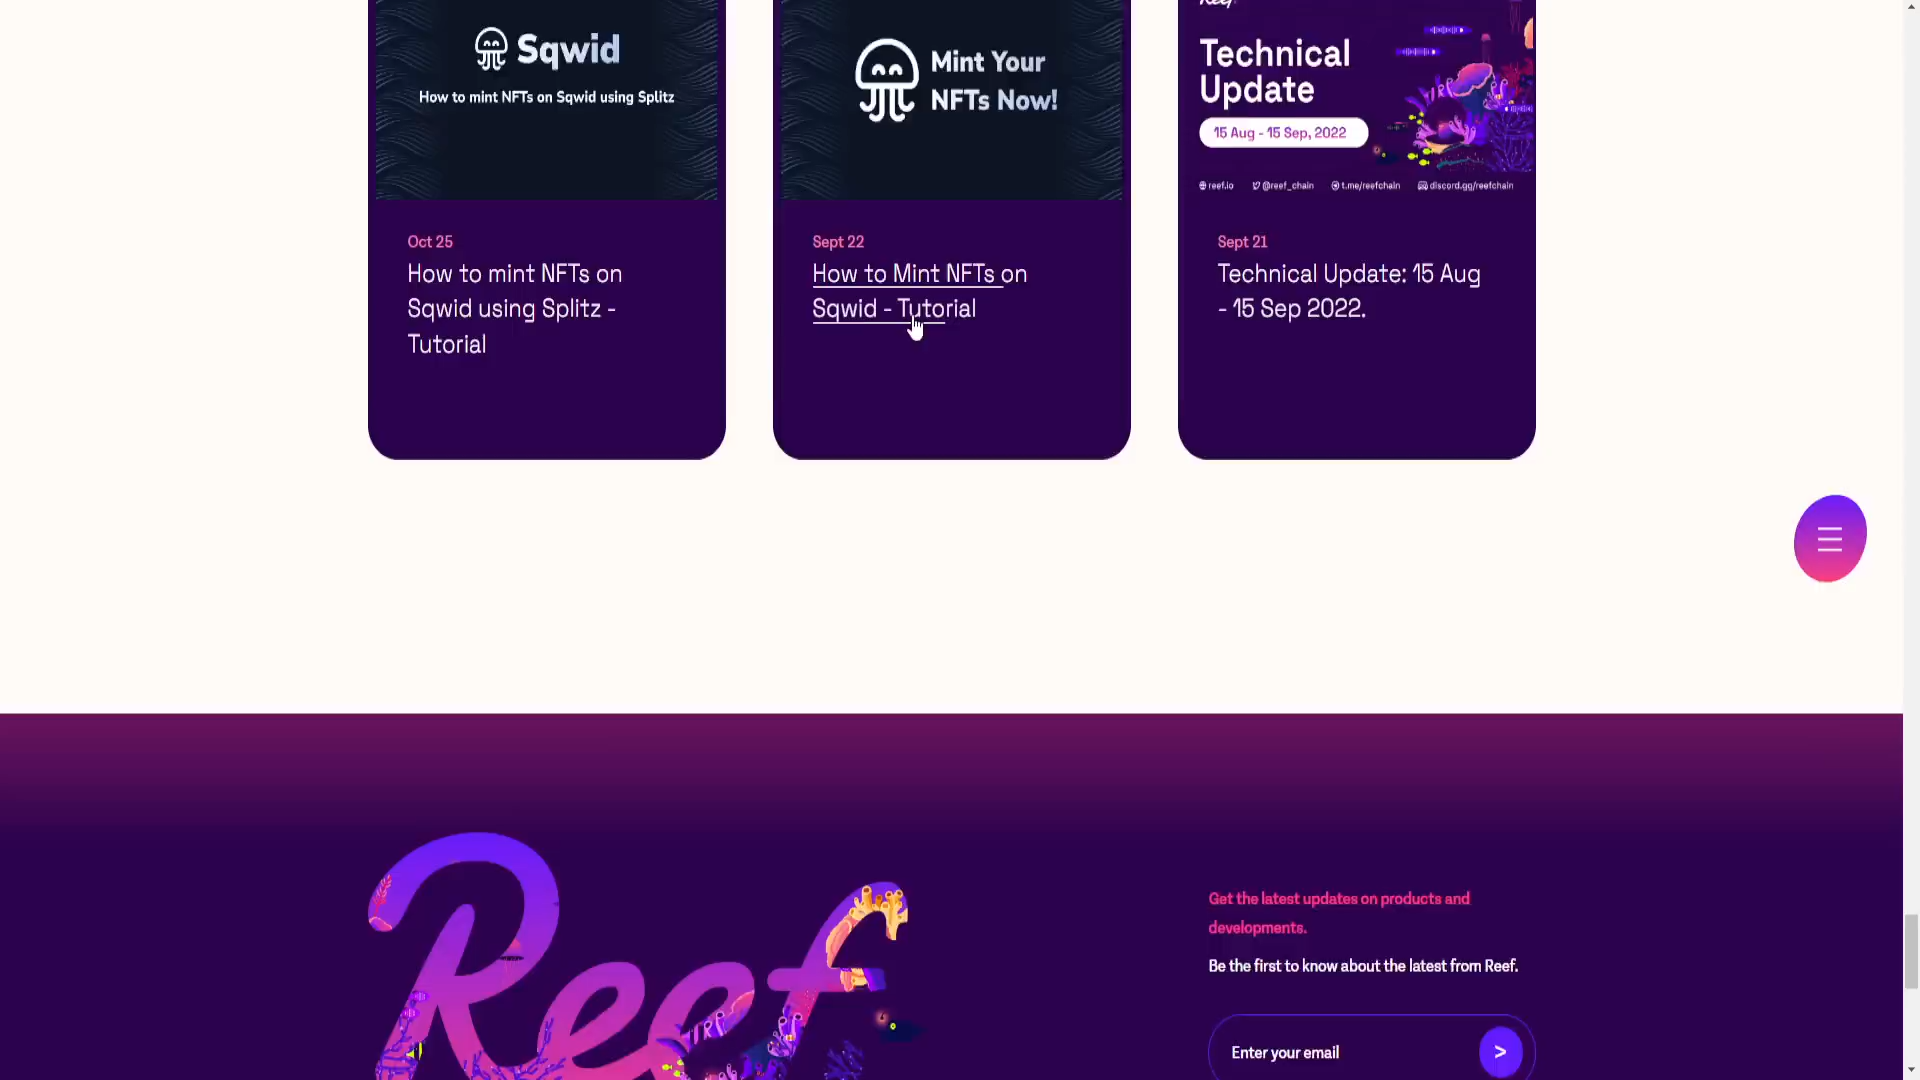 Sqwid
How to mint NFTs on Sqwid using Splitz
Oct 25
How to mint NFTs on
Sqwid using Splitz -
Tutorial
Mint Your
NFTs Now!
Sept 22
How to Mint NFTs on
Sqwid - Tutorial
Reef
Technical
Update
15 Aug - 15 Sep, 2022
reef.io @reef_chain t.me/reefchain discord.gg/reefchain
Sept 21
Technical Update: 15 Aug
- 15 Sep 2022.
Reef
Get the latest updates on products and
developments.
Be the first to know about the latest from Reef.
Enter your email >